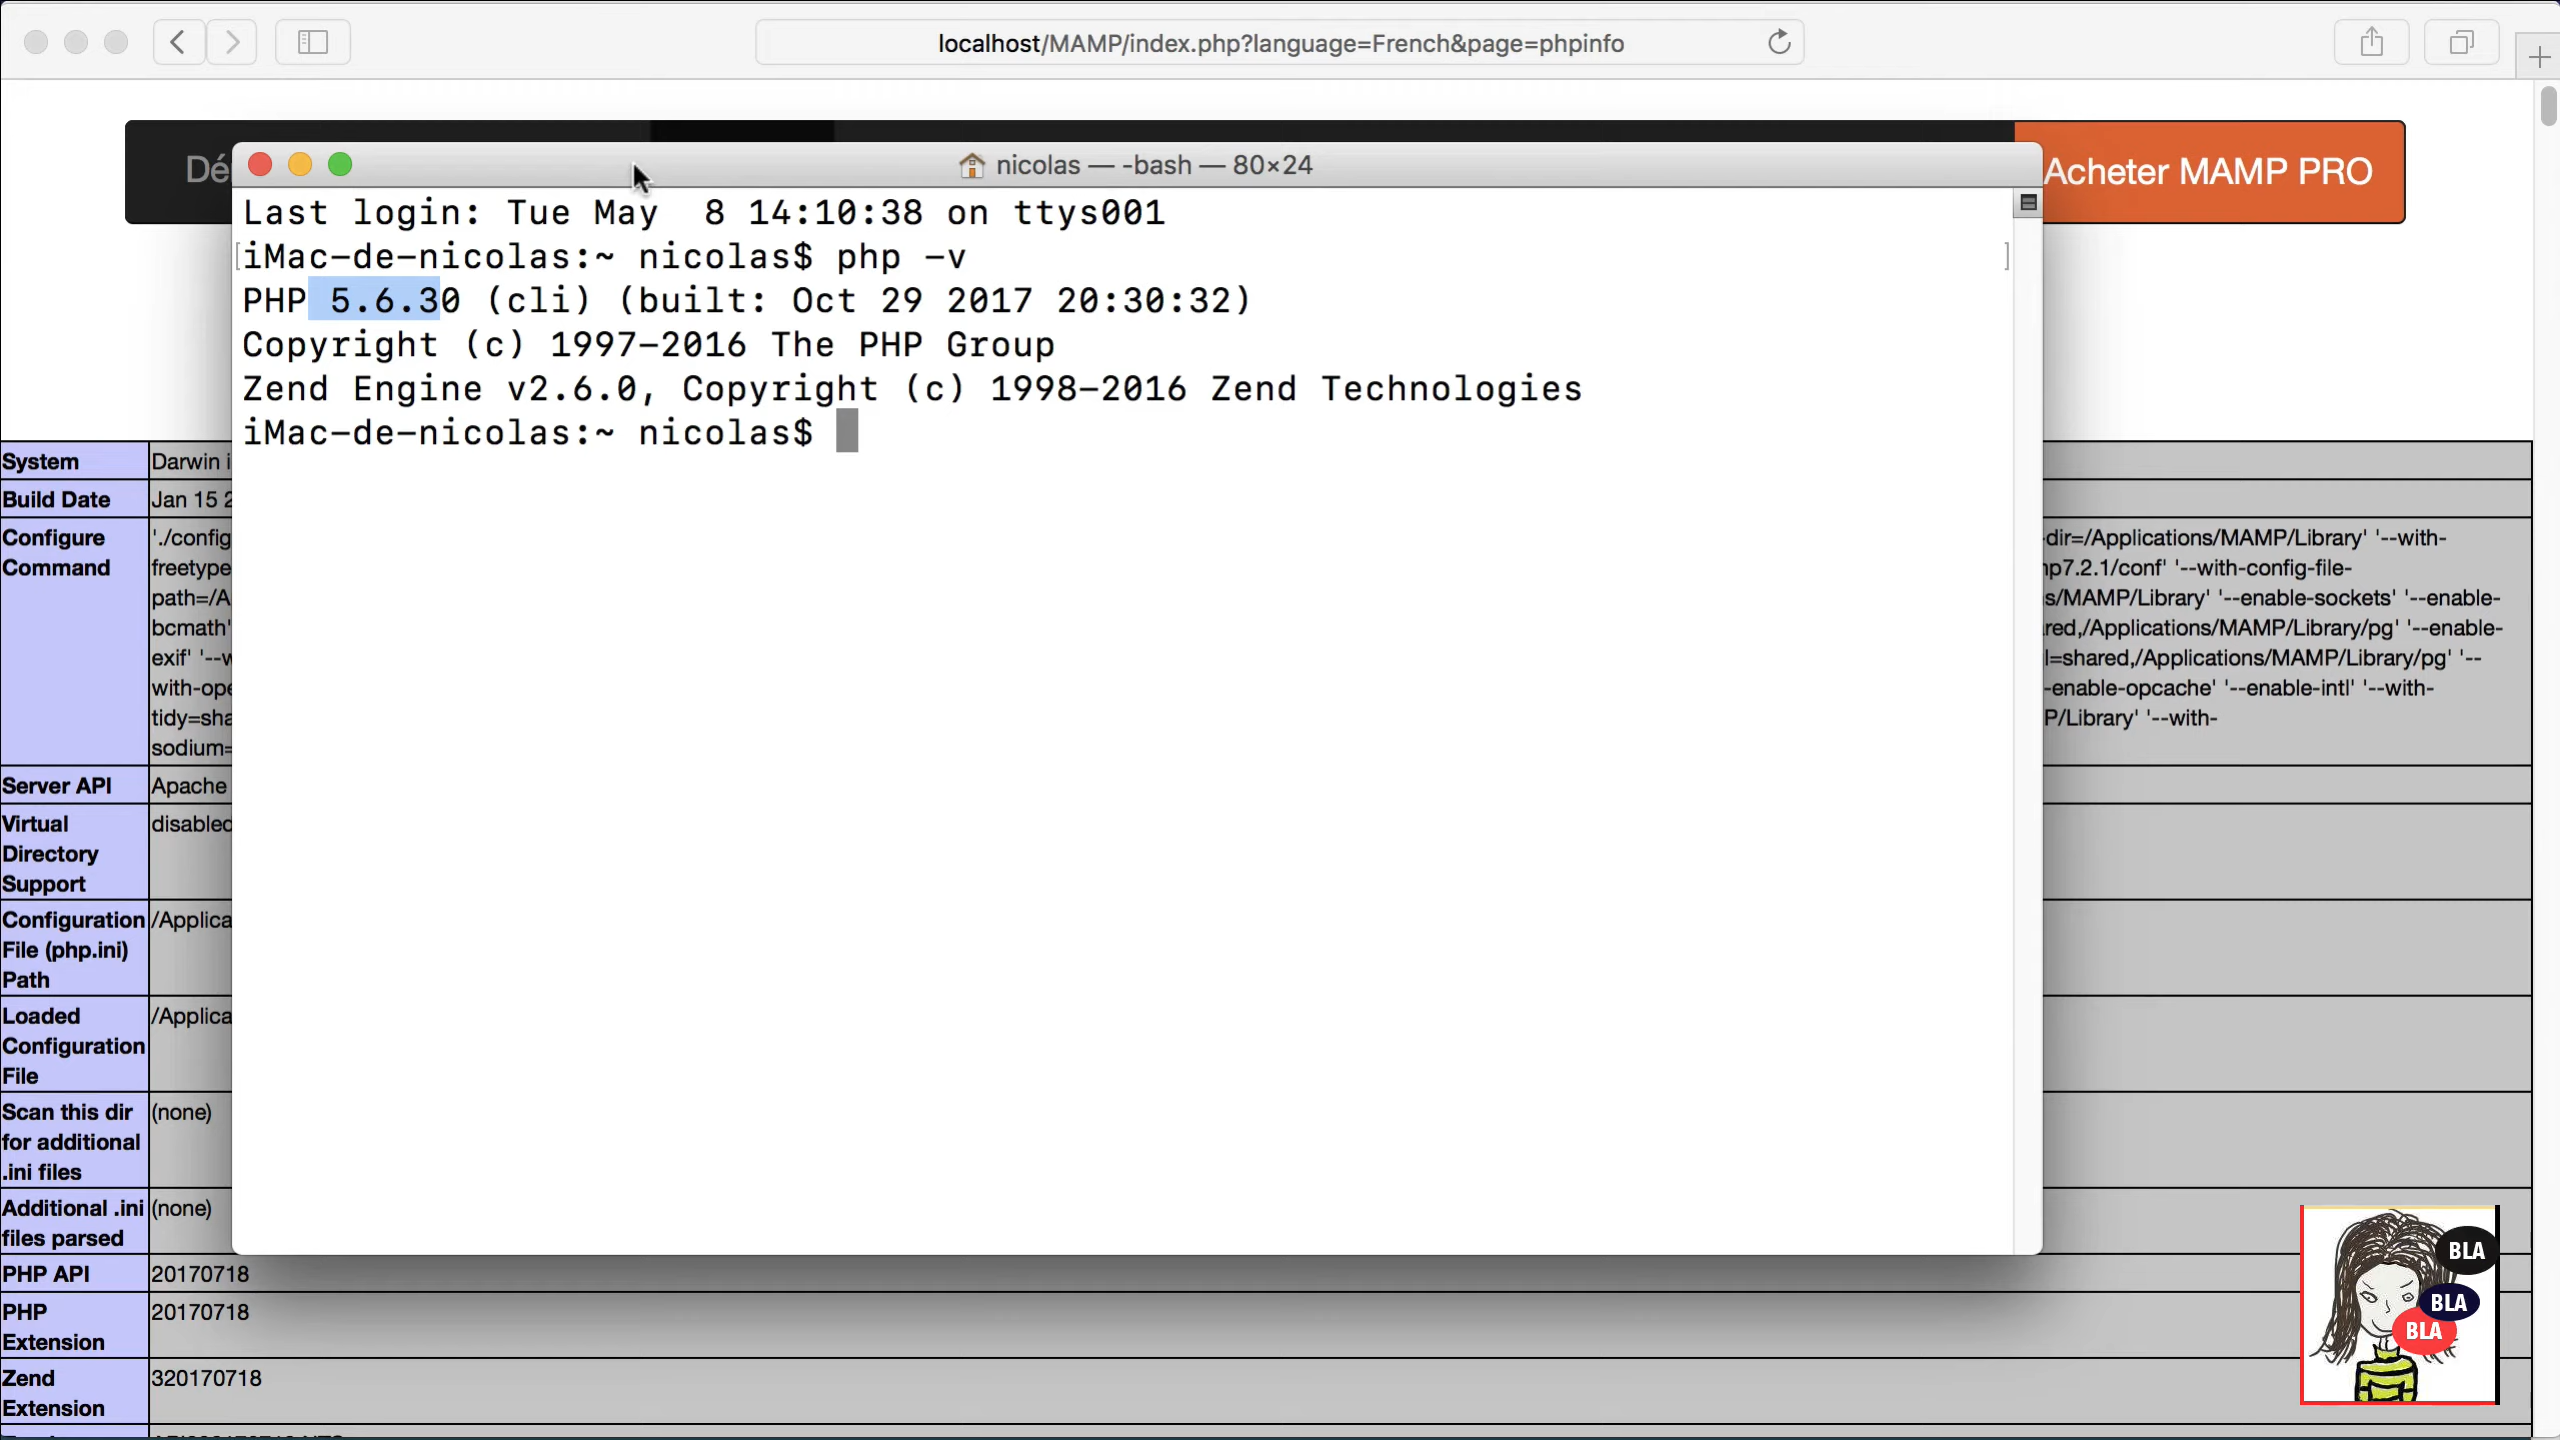 localhost/MAMP/index.php?language=French&page=phpinfo
Acheter MAMP PRO
nicolas — -bash — 80×24
Last login: Tue May  8 14:10:38 on ttys001
iMac-de-nicolas:~ nicolas$ php -v
PHP 5.6.30 (cli) (built: Oct 29 2017 20:30:32)
Copyright (c) 1997-2016 The PHP Group
Zend Engine v2.6.0, Copyright (c) 1998-2016 Zend Technologies
iMac-de-nicolas:~ nicolas$
System Darwin
Build Date Jan 15
Configure Command
'./config
freetype
path=/A
bcmath'
exif' '--w
with-ope
tidy=sha
sodium=
-dir=/Applications/MAMP/Library' '--with-
p7.2.1/conf' '--with-config-file-
s/MAMP/Library' '--enable-sockets' '--enable-
red,/Applications/MAMP/Library/pg' '--enable-
l=shared,/Applications/MAMP/Library/pg' '--
-enable-opcache' '--enable-intl' '--with-
P/Library' '--with-
Server API Apache
Virtual Directory Support disabled
Configuration File (php.ini) Path /Applica
Loaded Configuration File /Applica
Scan this dir for additional .ini files (none)
Additional .ini files parsed (none)
PHP API 20170718
PHP Extension 20170718
Zend Extension 320170718
BLA
BLA
BLA